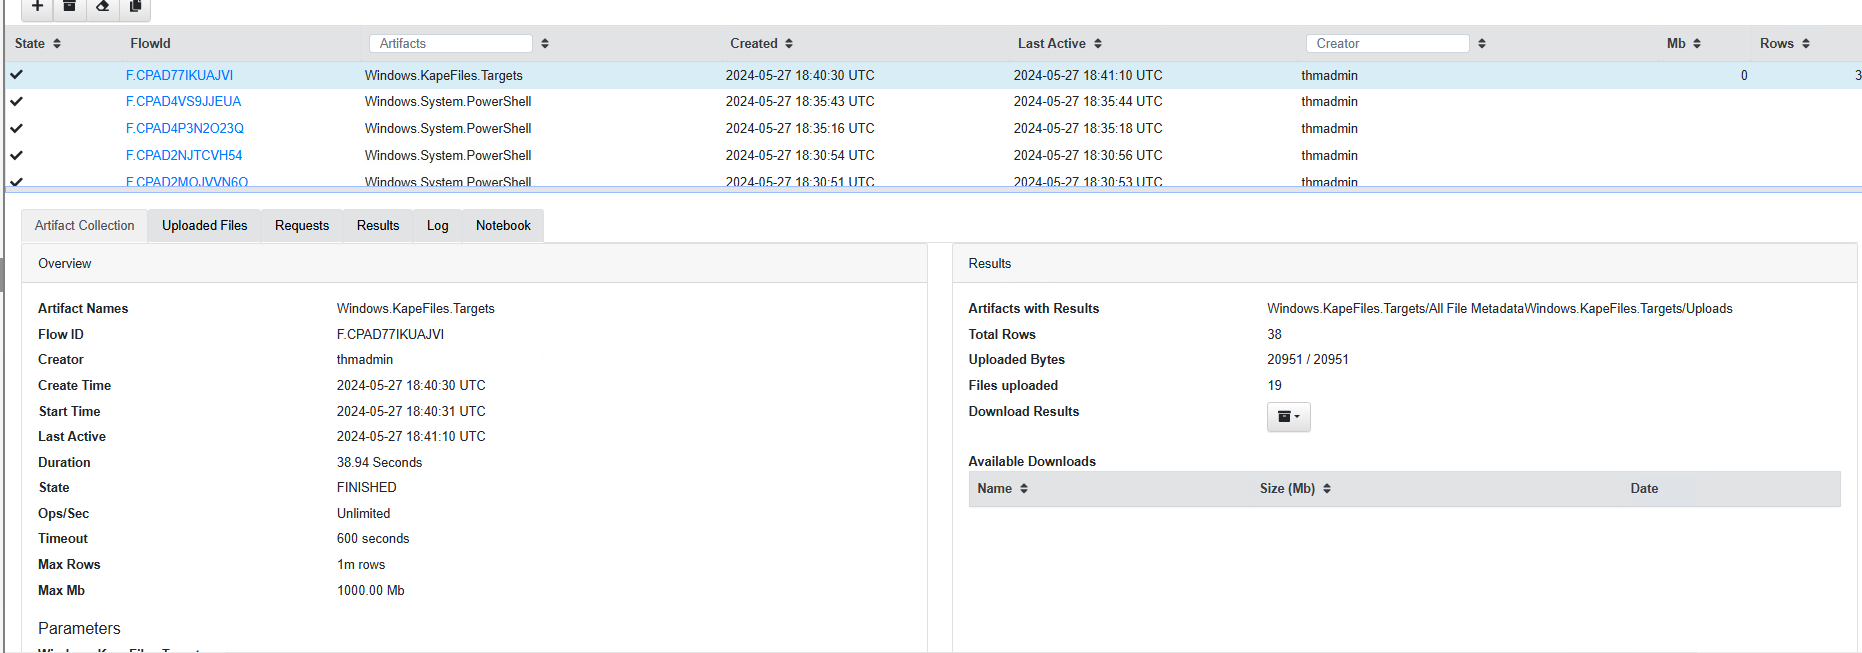 State FlowId Artifacts Created Last Active Creator Mb Rows
F.CPAD77IKUAJVI Windows.KapeFiles.Targets 2024-05-27 18:40:30 UTC 2024-05-27 18:41:10 UTC thmadmin 0 3
F.CPAD4VS9JJEUA Windows.System.PowerShell 2024-05-27 18:35:43 UTC 2024-05-27 18:35:44 UTC thmadmin
F.CPAD4P3N2O23Q Windows.System.PowerShell 2024-05-27 18:35:16 UTC 2024-05-27 18:35:18 UTC thmadmin
F.CPAD2NJTCVH54 Windows.System.PowerShell 2024-05-27 18:30:54 UTC 2024-05-27 18:30:56 UTC thmadmin
Windows.System.PowerShell 2024-05-27 18:30:51 UTC 2024-05-27 18:30:53 UTC thmadmin
Artifact Collection Uploaded Files Requests Results Log Notebook
Overview
Artifact Names Windows.KapeFiles.Targets
Flow ID F.CPAD77IKUAJVI
Creator thmadmin
Create Time 2024-05-27 18:40:30 UTC
Start Time 2024-05-27 18:40:31 UTC
Last Active 2024-05-27 18:41:10 UTC
Duration 38.94 Seconds
State FINISHED
Ops/Sec Unlimited
Timeout 600 seconds
Max Rows 1m rows
Max Mb 1000.00 Mb
Parameters
Results
Artifacts with Results Windows.KapeFiles.Targets/All File MetadataWindows.KapeFiles.Targets/Uploads
Total Rows 38
Uploaded Bytes 20951 / 20951
Files uploaded 19
Download Results
Available Downloads
Name Size (Mb) Date